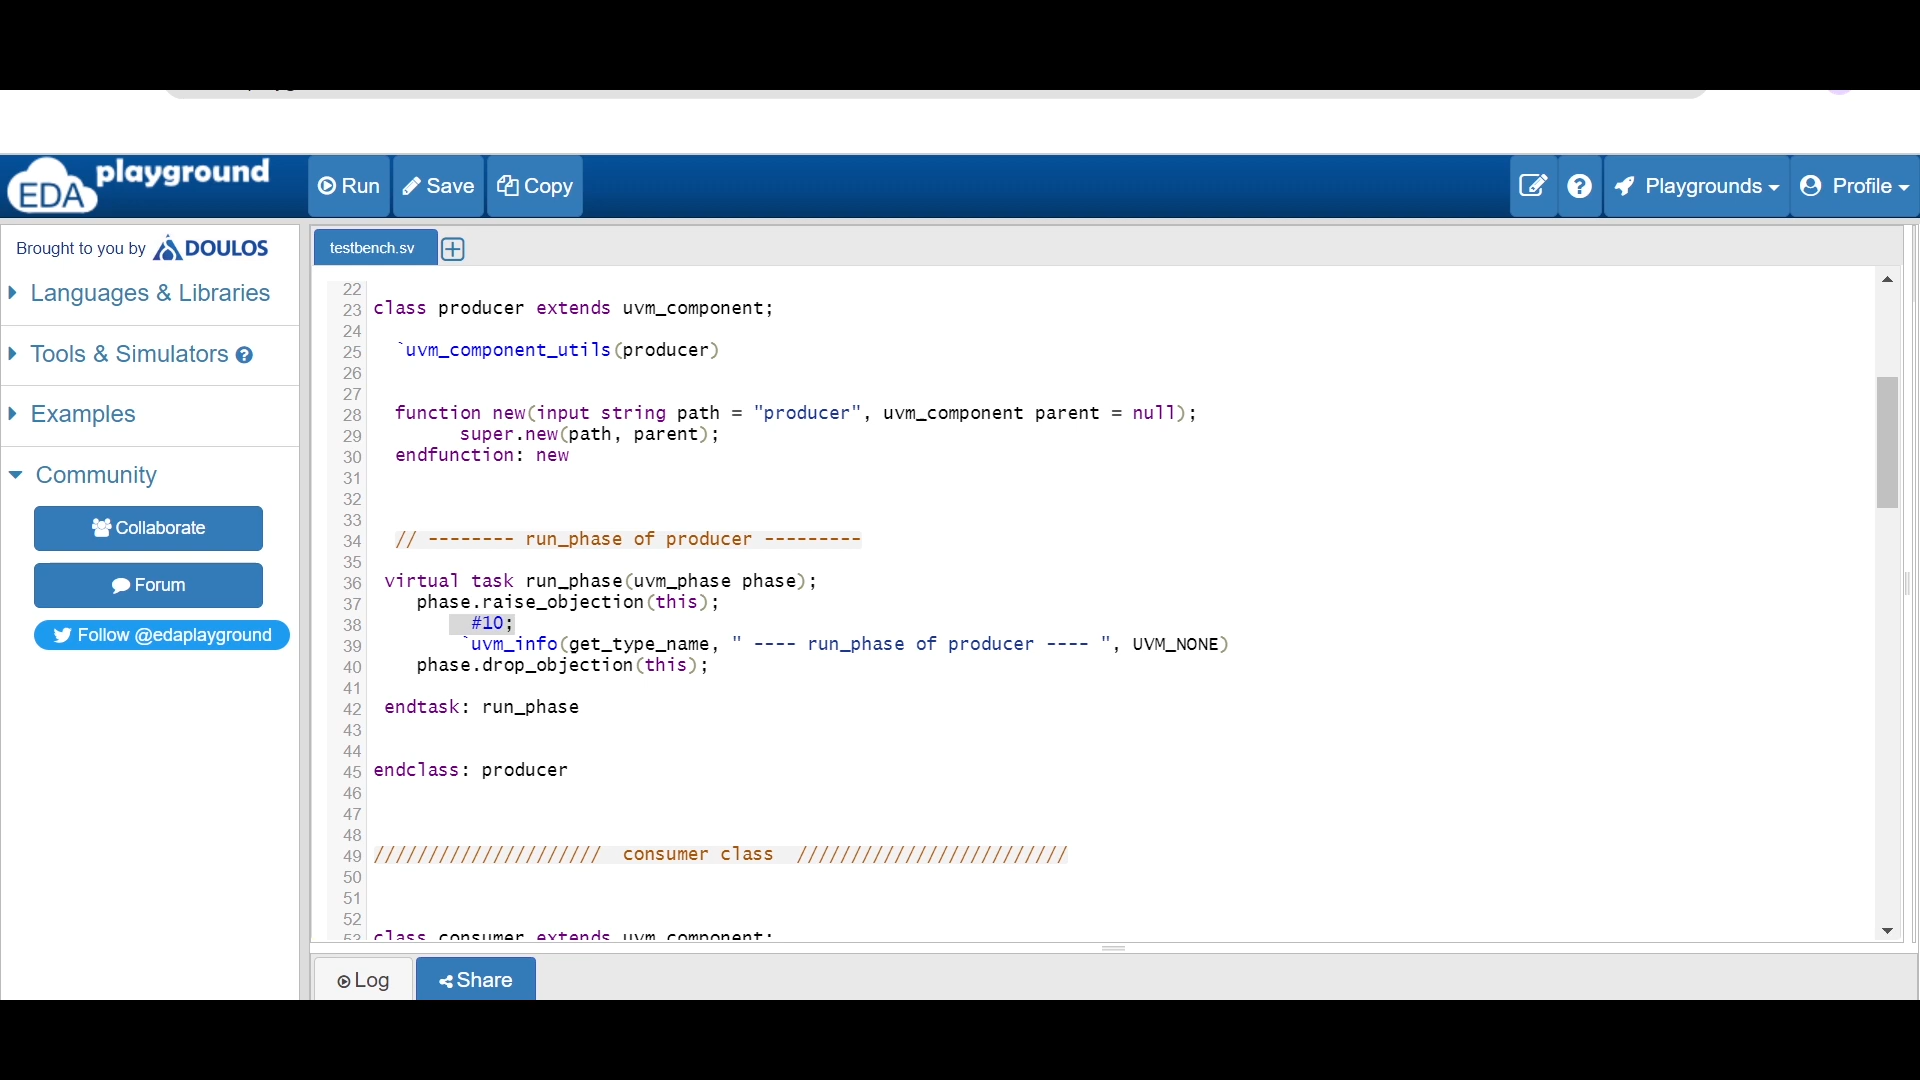 EDA playground
Run
Save
Copy
Playgrounds
Profile
Brought to you by DOULOS
Languages & Libraries
Tools & Simulators
Examples
Community
Collaborate
Forum
Follow @edaplayground
testbench.sv
22
23 class producer extends uvm_component;
24
25 `uvm_component_utils(producer)
26
27
28 function new(input string path = "producer", uvm_component parent = null);
29 super.new(path, parent);
30 endfunction: new
31
32
33
34 // -------- run_phase of producer ---------
35
36 virtual task run_phase(uvm_phase phase);
37 phase.raise_objection(this);
38 #10;
39 `uvm_info(get_type_name, " ---- run_phase of producer ---- ", UVM_NONE)
40 phase.drop_objection(this);
41
42 endtask: run_phase
43
44
45 endclass: producer
46
47
48
49 ///////////////////// consumer class /////////////////////////
50
51
52
53 class consumer extends uvm_component;
Log
Share